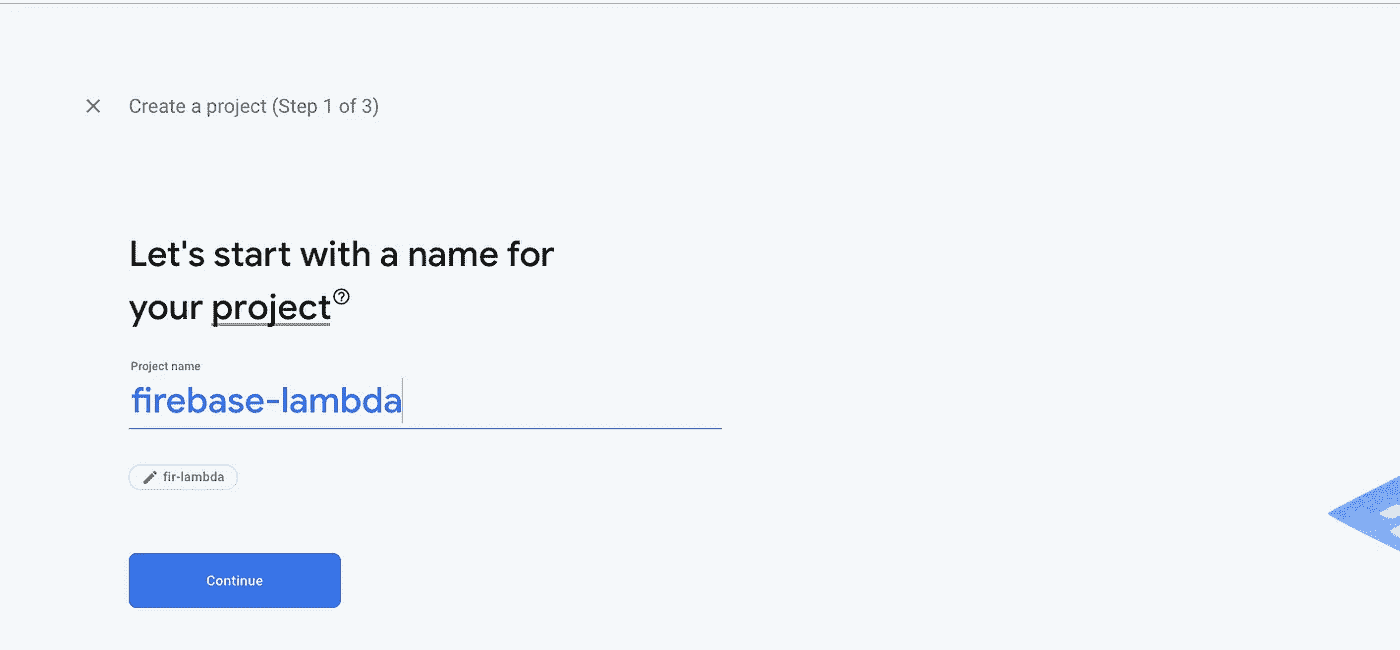 Create a project (Step 1 of 3)
Let's start with a name for
your project
Project name
firebase-lambda
fir-lambda
Continue